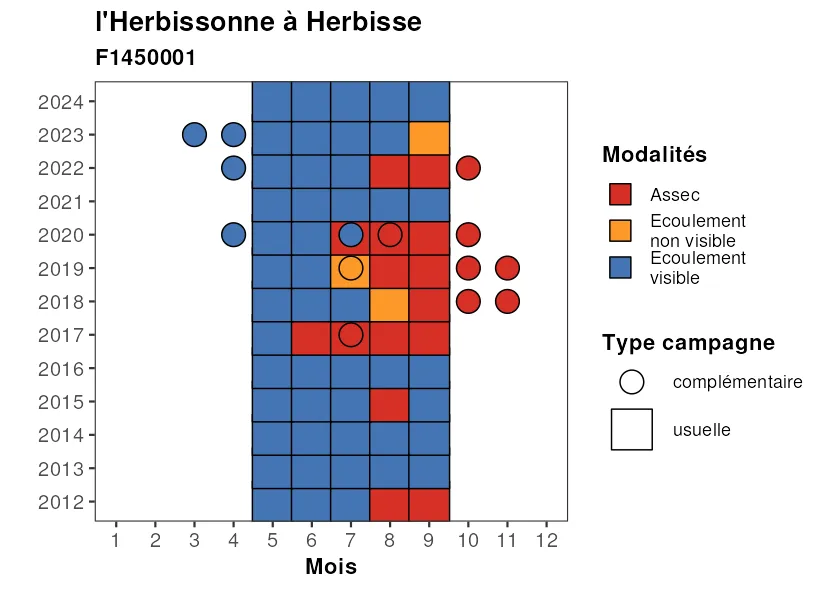 l'Herbissonne à Herbisse
F1450001
2024
2023
2022
2021
2020
2019
2018
2017
2016
2015
2014
2013
2012
1 2 3 4 5 6 7 8 9 10 11 12
Mois
Modalités
Assec
Ecoulement
non visible
Ecoulement
visible
Type campagne
complémentaire
usuelle